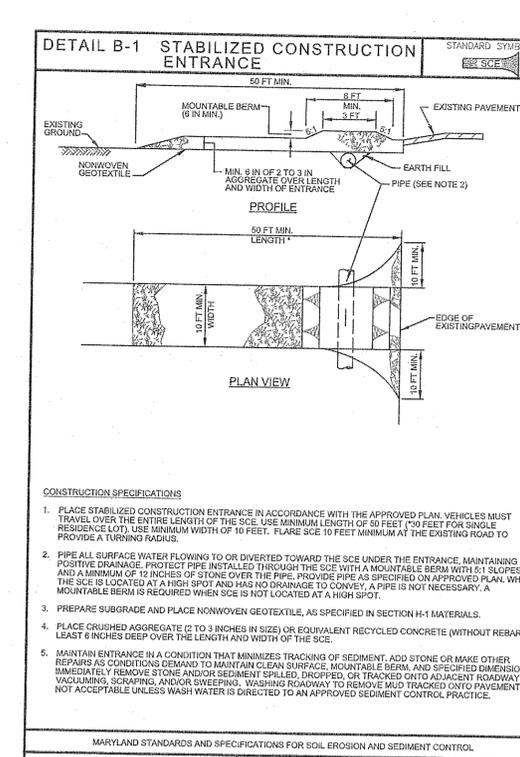 DETAIL B-1 STABILIZED CONSTRUCTION
ENTRANCE
STANDARD SYMB
SCE
50 FT MIN.
MOUNTABLE BERM
(6 IN MIN.)
8 FT
MIN.
3 FT
5:1
5:1
EXISTING PAVEMENT
EXISTING
GROUND
NONWOVEN
GEOTEXTILE
MIN. 6 IN OF 2 TO 3 IN
AGGREGATE OVER LENGTH
AND WIDTH OF ENTRANCE
EARTH FILL
PIPE (SEE NOTE 2)
PROFILE
50 FT MIN.
LENGTH *
10 FT MIN.
10 FT MIN.
WIDTH
EDGE OF
EXISTING PAVEMENT
10 FT MIN.
PLAN VIEW
CONSTRUCTION SPECIFICATIONS
1. PLACE STABILIZED CONSTRUCTION ENTRANCE IN ACCORDANCE WITH THE APPROVED PLAN. VEHICLES MUST
TRAVEL OVER THE ENTIRE LENGTH OF THE SCE. USE MINIMUM LENGTH OF 50 FEET (*30 FEET FOR SINGLE
RESIDENCE LOT). USE MINIMUM WIDTH OF 10 FEET. FLARE SCE 10 FEET MINIMUM AT THE EXISTING ROAD TO
PROVIDE A TURNING RADIUS.
2. PIPE ALL SURFACE WATER FLOWING TO OR DIVERTED TOWARD THE SCE UNDER THE ENTRANCE, MAINTAINING
POSITIVE DRAINAGE. PROTECT PIPE INSTALLED THROUGH THE SCE WITH A MOUNTABLE BERM WITH 5:1 SLOPES
AND A MINIMUM OF 12 INCHES OF STONE OVER THE PIPE. PROVIDE PIPE AS SPECIFIED ON APPROVED PLAN. WH
THE SCE IS LOCATED AT A HIGH SPOT AND HAS NO DRAINAGE TO CONVEY, A PIPE IS NOT NECESSARY. A
MOUNTABLE BERM IS REQUIRED WHEN SCE IS NOT LOCATED AT A HIGH SPOT.
3. PREPARE SUBGRADE AND PLACE NONWOVEN GEOTEXTILE, AS SPECIFIED IN SECTION H-1 MATERIALS.
4. PLACE CRUSHED AGGREGATE (2 TO 3 INCHES IN SIZE) OR EQUIVALENT RECYCLED CONCRETE (WITHOUT REBAR
LEAST 6 INCHES DEEP OVER THE LENGTH AND WIDTH OF THE SCE.
5. MAINTAIN ENTRANCE IN A CONDITION THAT MINIMIZES TRACKING OF SEDIMENT. ADD STONE OR MAKE OTHER
REPAIRS AS CONDITIONS DEMAND TO MAINTAIN CLEAN SURFACE, MOUNTABLE BERM, AND SPECIFIED DIMENSIO
IMMEDIATELY REMOVE STONE AND/OR SEDIMENT SPILLED, DROPPED, OR TRACKED ONTO ADJACENT ROADWAY
VACUUMING, SCRAPING, AND/OR SWEEPING. WASHING ROADWAY TO REMOVE MUD TRACKED ONTO PAVEMENT
NOT ACCEPTABLE UNLESS WASH WATER IS DIRECTED TO AN APPROVED SEDIMENT CONTROL PRACTICE.
MARYLAND STANDARDS AND SPECIFICATIONS FOR SOIL EROSION AND SEDIMENT CONTROL